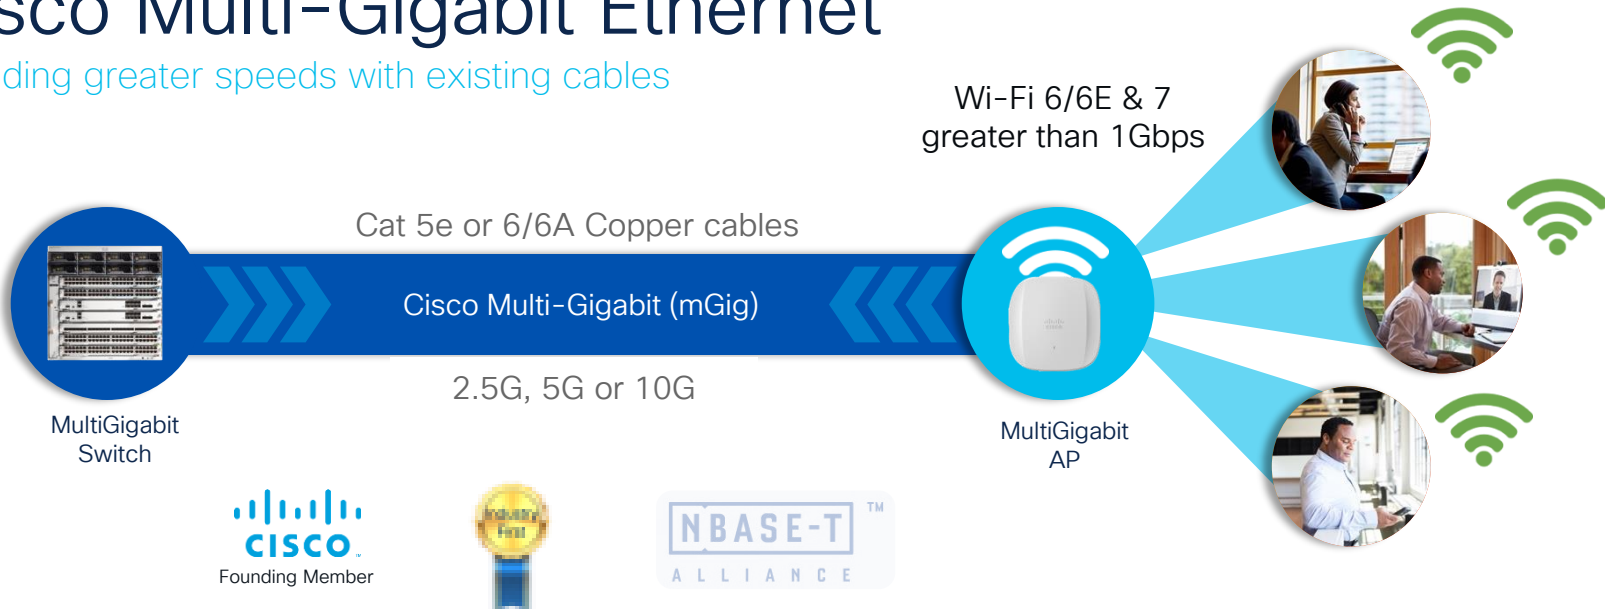 sco Multi-Gigabit Ethernet
ding greater speeds with existing cables
Wi-Fi 6/6E & 7
greater than 1Gbps
Cat 5e or 6/6A Copper cables
Cisco Multi-Gigabit (mGig)
2.5G, 5G or 10G
MultiGigabit
Switch
MultiGigabit
AP
CISCO
Founding Member
Industry
First
NBASE-T TM
ALLIANCE